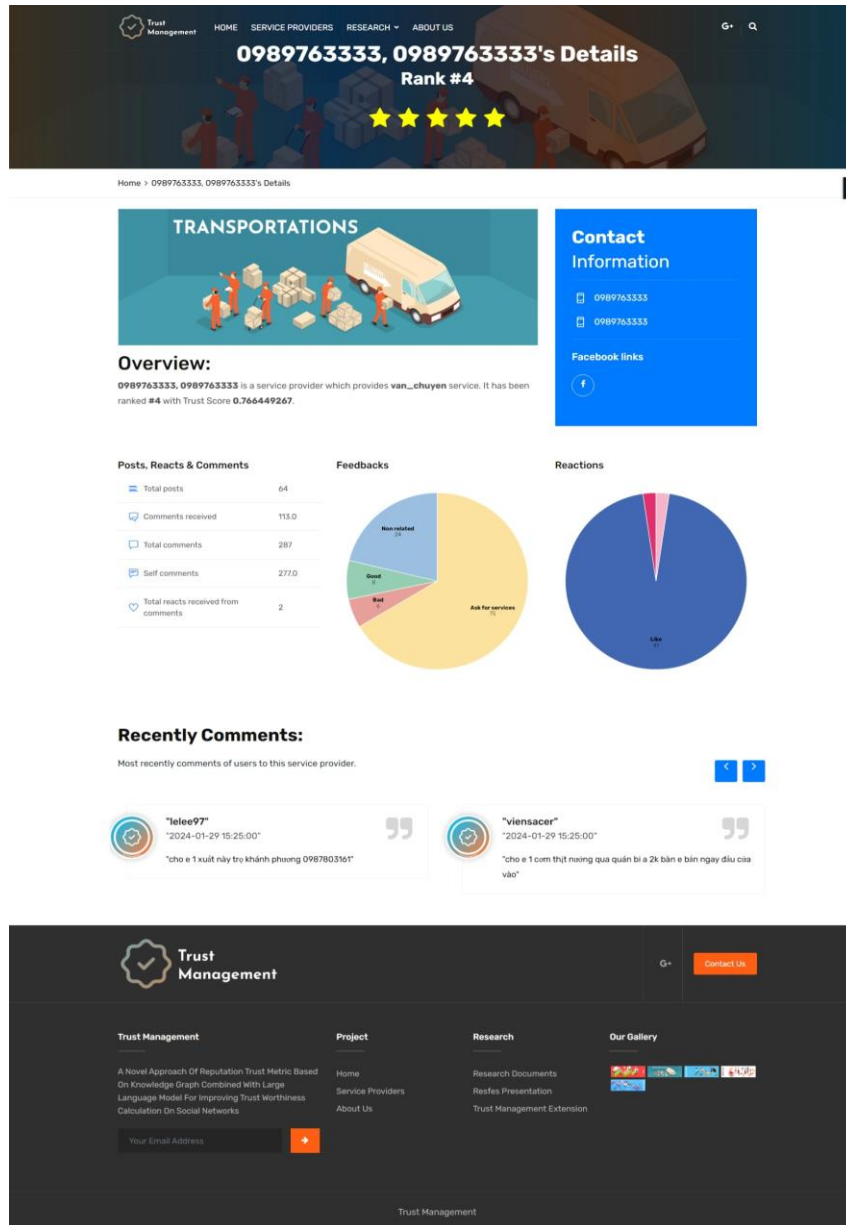 Trust
Management
HOME SERVICE PROVIDERS RESEARCH ABOUT US
G+
0989763333, 0989763333's Details
Rank #4
Home > 0989763333, 0989763333's Details
TRANSPORTATIONS
Contact
Information
0989763333
0989763333
Facebook links
Overview:
0989763333, 0989763333 is a service provider which provides van_chuyen service. It has been
ranked #4 with Trust Score 0.766449267.
Posts, Reacts & Comments
Total posts 64
Comments received 113.0
Total comments 287
Self comments 277.0
Total reacts received from
comments 2
Feedbacks
Non related
24
Good
Bad
Ask for services
75
Reactions
Like
Recently Comments:
Most recently comments of users to this service provider.
"lelee97"
"2024-01-29 15:25:00"
"cho e 1 xuất này trọ khánh phương 0987803161"
"viensacer"
"2024-01-29 15:25:00"
"cho e 1 cơm thịt nướng qua quán bi a 2k bàn e bàn ngay đầu cửa
vào"
Trust
Management
G+
Contact Us
Trust Management
A Novel Approach Of Reputation Trust Metric Based
On Knowledge Graph Combined With Large
Language Model For Improving Trust Worthiness
Calculation On Social Networks
Your Email Address
Project
Home
Service Providers
About Us
Research
Research Documents
Resfes Presentation
Trust Management Extension
Our Gallery
Trust Management